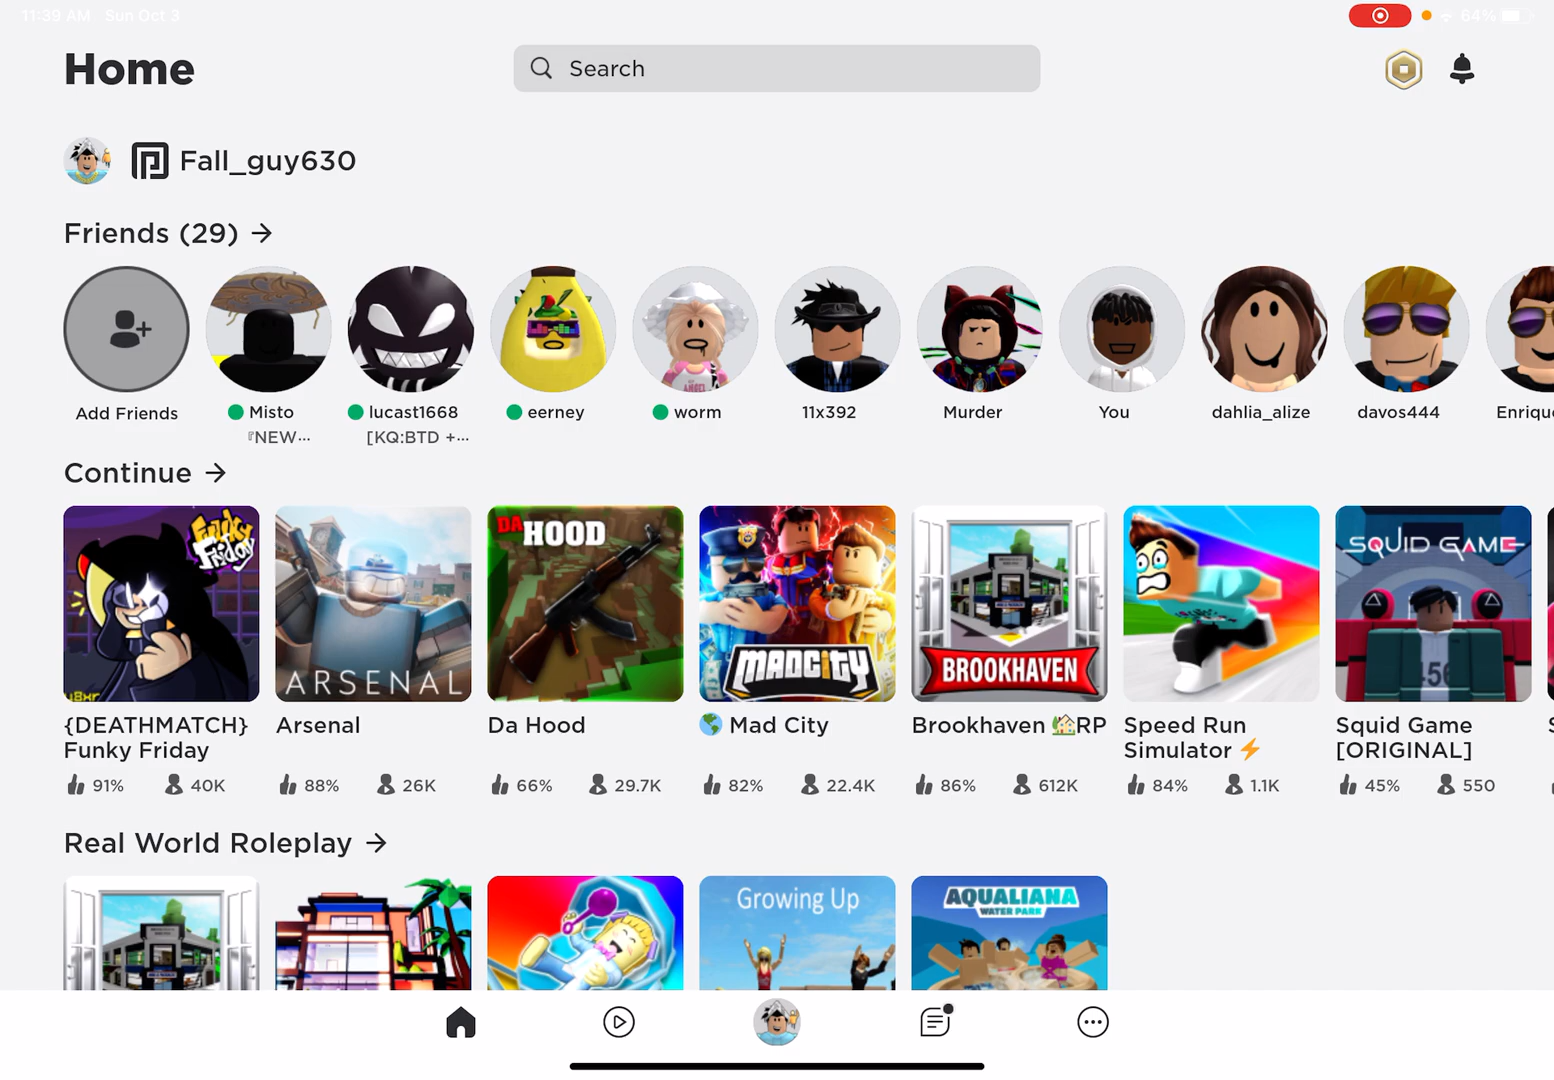 11:39 AM Sun Oct 3
64%
Home
Search
Fall_guy630
Friends (29) →
Add Friends
Misto
『NEW...
lucast1668
[KQ:BTD +...
eerney
worm
11x392
Murder
You
dahlia_alize
davos444
Enriqu
Continue →
Funky Friday
ARSENAL
DA HOOD
MADCITY
BROOKHAVEN
SQUID GAME
456
{DEATHMATCH}
Funky Friday
Arsenal
Da Hood
🌎 Mad City
Brookhaven 🏡RP
Speed Run
Simulator ⚡
Squid Game
[ORIGINAL]
91% 40K
88% 26K
66% 29.7K
82% 22.4K
86% 612K
84% 1.1K
45% 550
Real World Roleplay →
Growing Up
AQUALIANA
WATER PARK